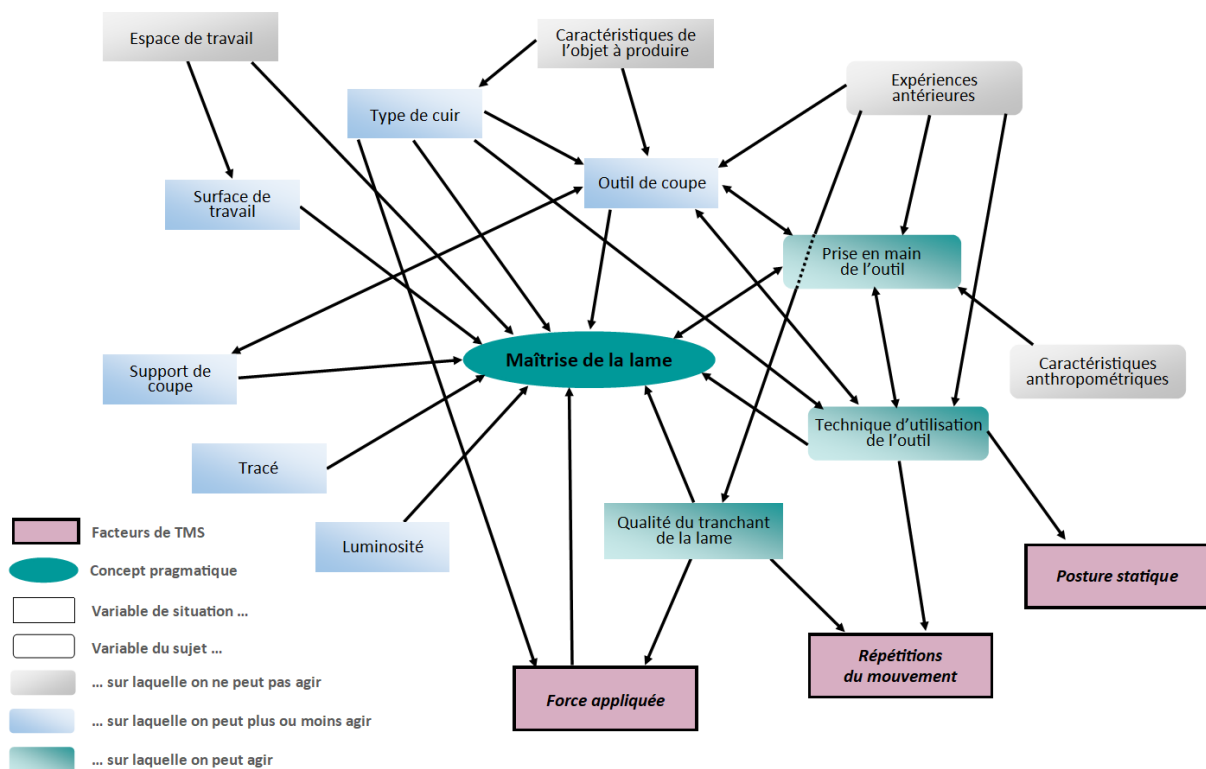 Espace de travail
Caractéristiques de
l'objet à produire
Expériences
antérieures
Type de cuir
Outil de coupe
Surface de
travail
Prise en main
de l'outil
Maîtrise de la lame
Support de
coupe
Caractéristiques
anthropométriques
Technique d'utilisation
de l'outil
Tracé
Qualité du tranchant
de la lame
Luminosité
Posture statique
Répétitions
du mouvement
Force appliquée
Facteurs de TMS
Concept pragmatique
Variable de situation ...
Variable du sujet ...
... sur laquelle on ne peut pas agir
... sur laquelle on peut plus ou moins agir
... sur laquelle on peut agir